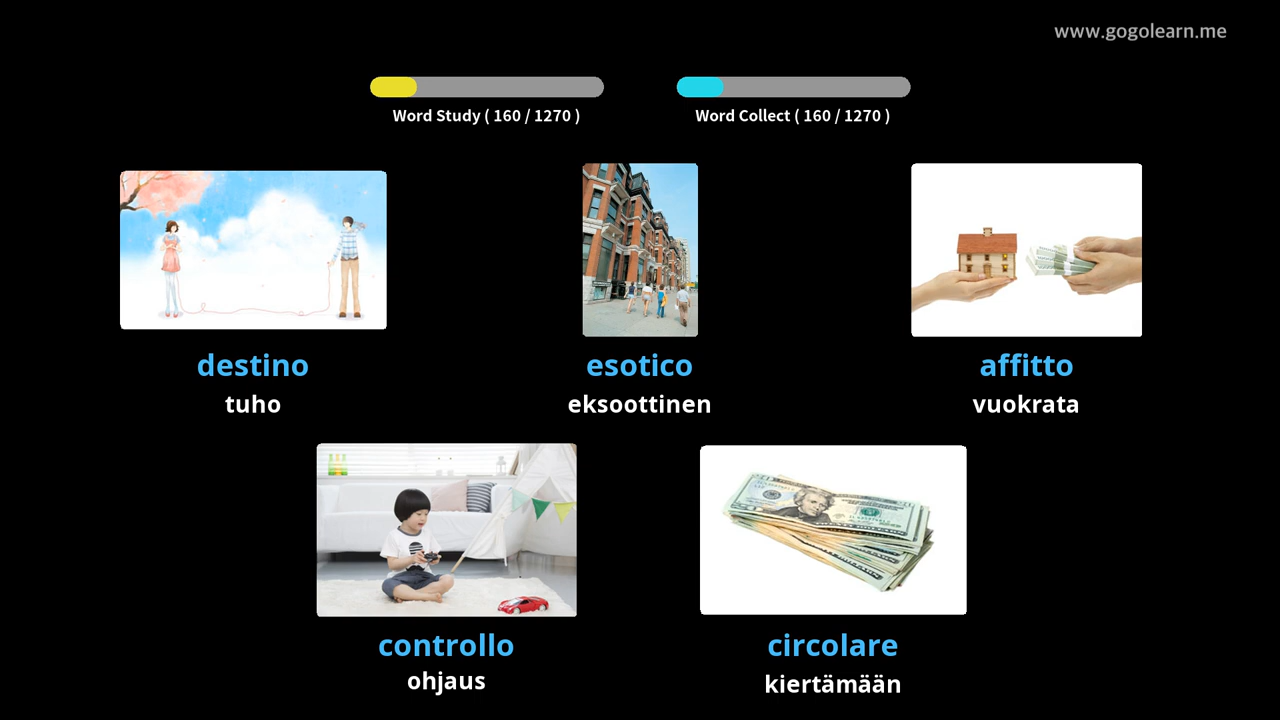 www.gogolearn.me
Word Study ( 160 / 1270 )
Word Collect ( 160 / 1270 )
destino
tuho
esotico
eksoottinen
affitto
vuokrata
controllo
ohjaus
circolare
kiertämään